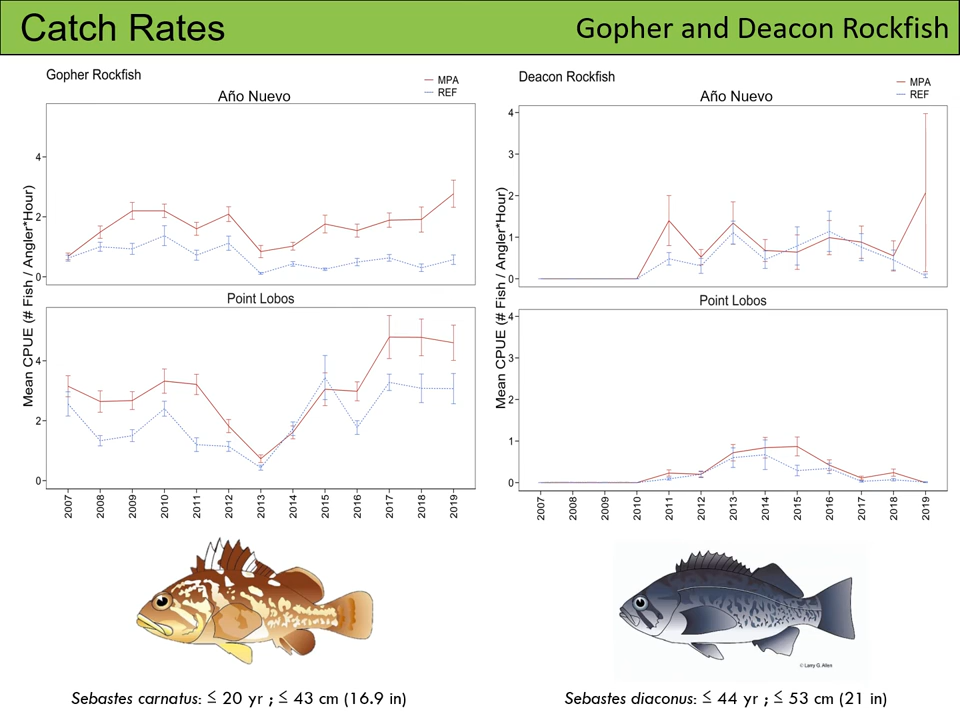 Catch Rates
Gopher and Deacon Rockfish
Gopher Rockfish
MPA
REF
Año Nuevo
4
2
0
Point Lobos
4
2
0
Mean CPUE (# Fish / Angler*Hour)
2007 2008 2009 2010 2011 2012 2013 2014 2015 2016 2017 2018 2019
Deacon Rockfish
MPA
REF
Año Nuevo
4
3
2
1
0
Point Lobos
4
3
2
1
0
Mean CPUE (# Fish / Angler*Hour)
2007 2008 2009 2010 2011 2012 2013 2014 2015 2016 2017 2018 2019
© Larry G. Allen
Sebastes carnatus: ≤ 20 yr ; ≤ 43 cm (16.9 in)
Sebastes diaconus: ≤ 44 yr ; ≤ 53 cm (21 in)